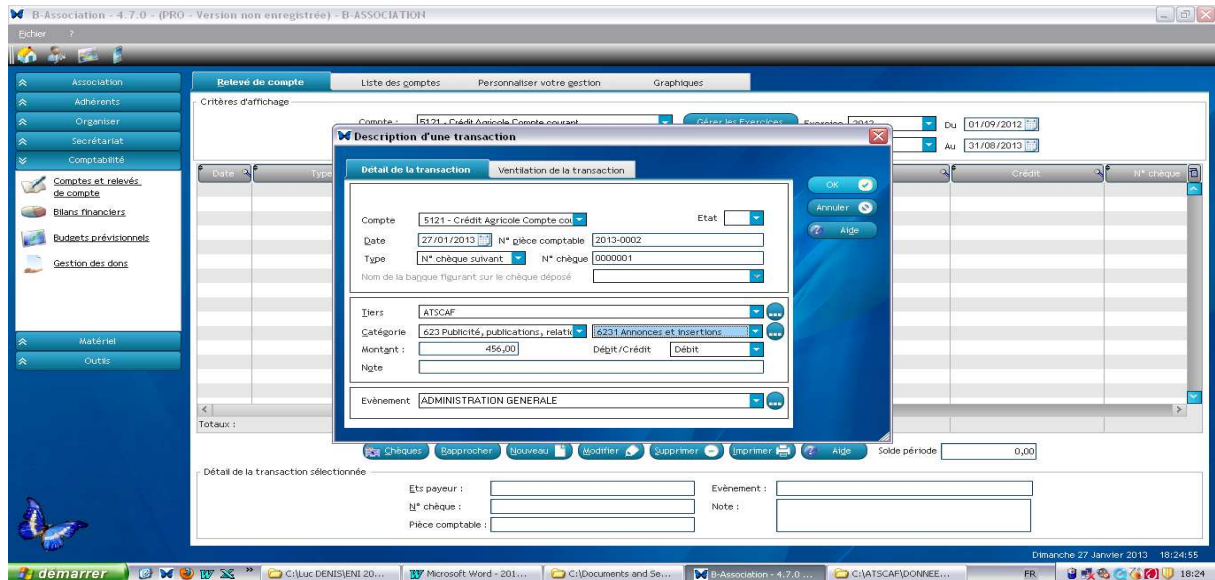 B-Association - 4.7.0 - (PRO - Version non enregistrée) - B-ASSOCIATION
Fichier ?
Association
Adhérents
Organiser
Secrétariat
Comptabilité
Comptes et relevés
de compte
Bilans financiers
Budgets prévisionnels
Gestion des dons
Matériel
Outils
Relevé de compte Liste des comptes Personnaliser votre gestion Graphiques
Critères d'affichage
Compte : 5121 - Crédit Agricole Compte courant Gérer les Exercices Exercice 2012 Du 01/09/2012
Au 31/08/2013
Date Type Crédit N° chèque
Description d'une transaction
Détail de la transaction Ventilation de la transaction
OK
Annuler
Aide
Compte 5121 - Crédit Agricole Compte cou Etat
Date 27/01/2013 N° pièce comptable 2013-0002
Type N° chèque suivant N° chèque 0000001
Nom de la banque figurant sur le chèque déposé
Tiers ATSCAF
Catégorie 623 Publicité, publications, relatio 6231 Annonces et insertions
Montant : 456,00 Débit/Crédit Débit
Note
Evènement ADMINISTRATION GENERALE
Totaux :
Chèques Rapprocher Nouveau Modifier Supprimer Imprimer Aide Solde période 0,00
Détail de la transaction sélectionnée
Ets payeur : Evènement :
N° chèque : Note :
Pièce comptable :
Dimanche 27 Janvier 2013 18:24:55
démarrer C:\Luc DENIS\ENI 20... Microsoft Word - 201... C:\Documents and Se... B-Association - 4.7.0 ... C:\ATSCAF\DONNEE... FR 18:24